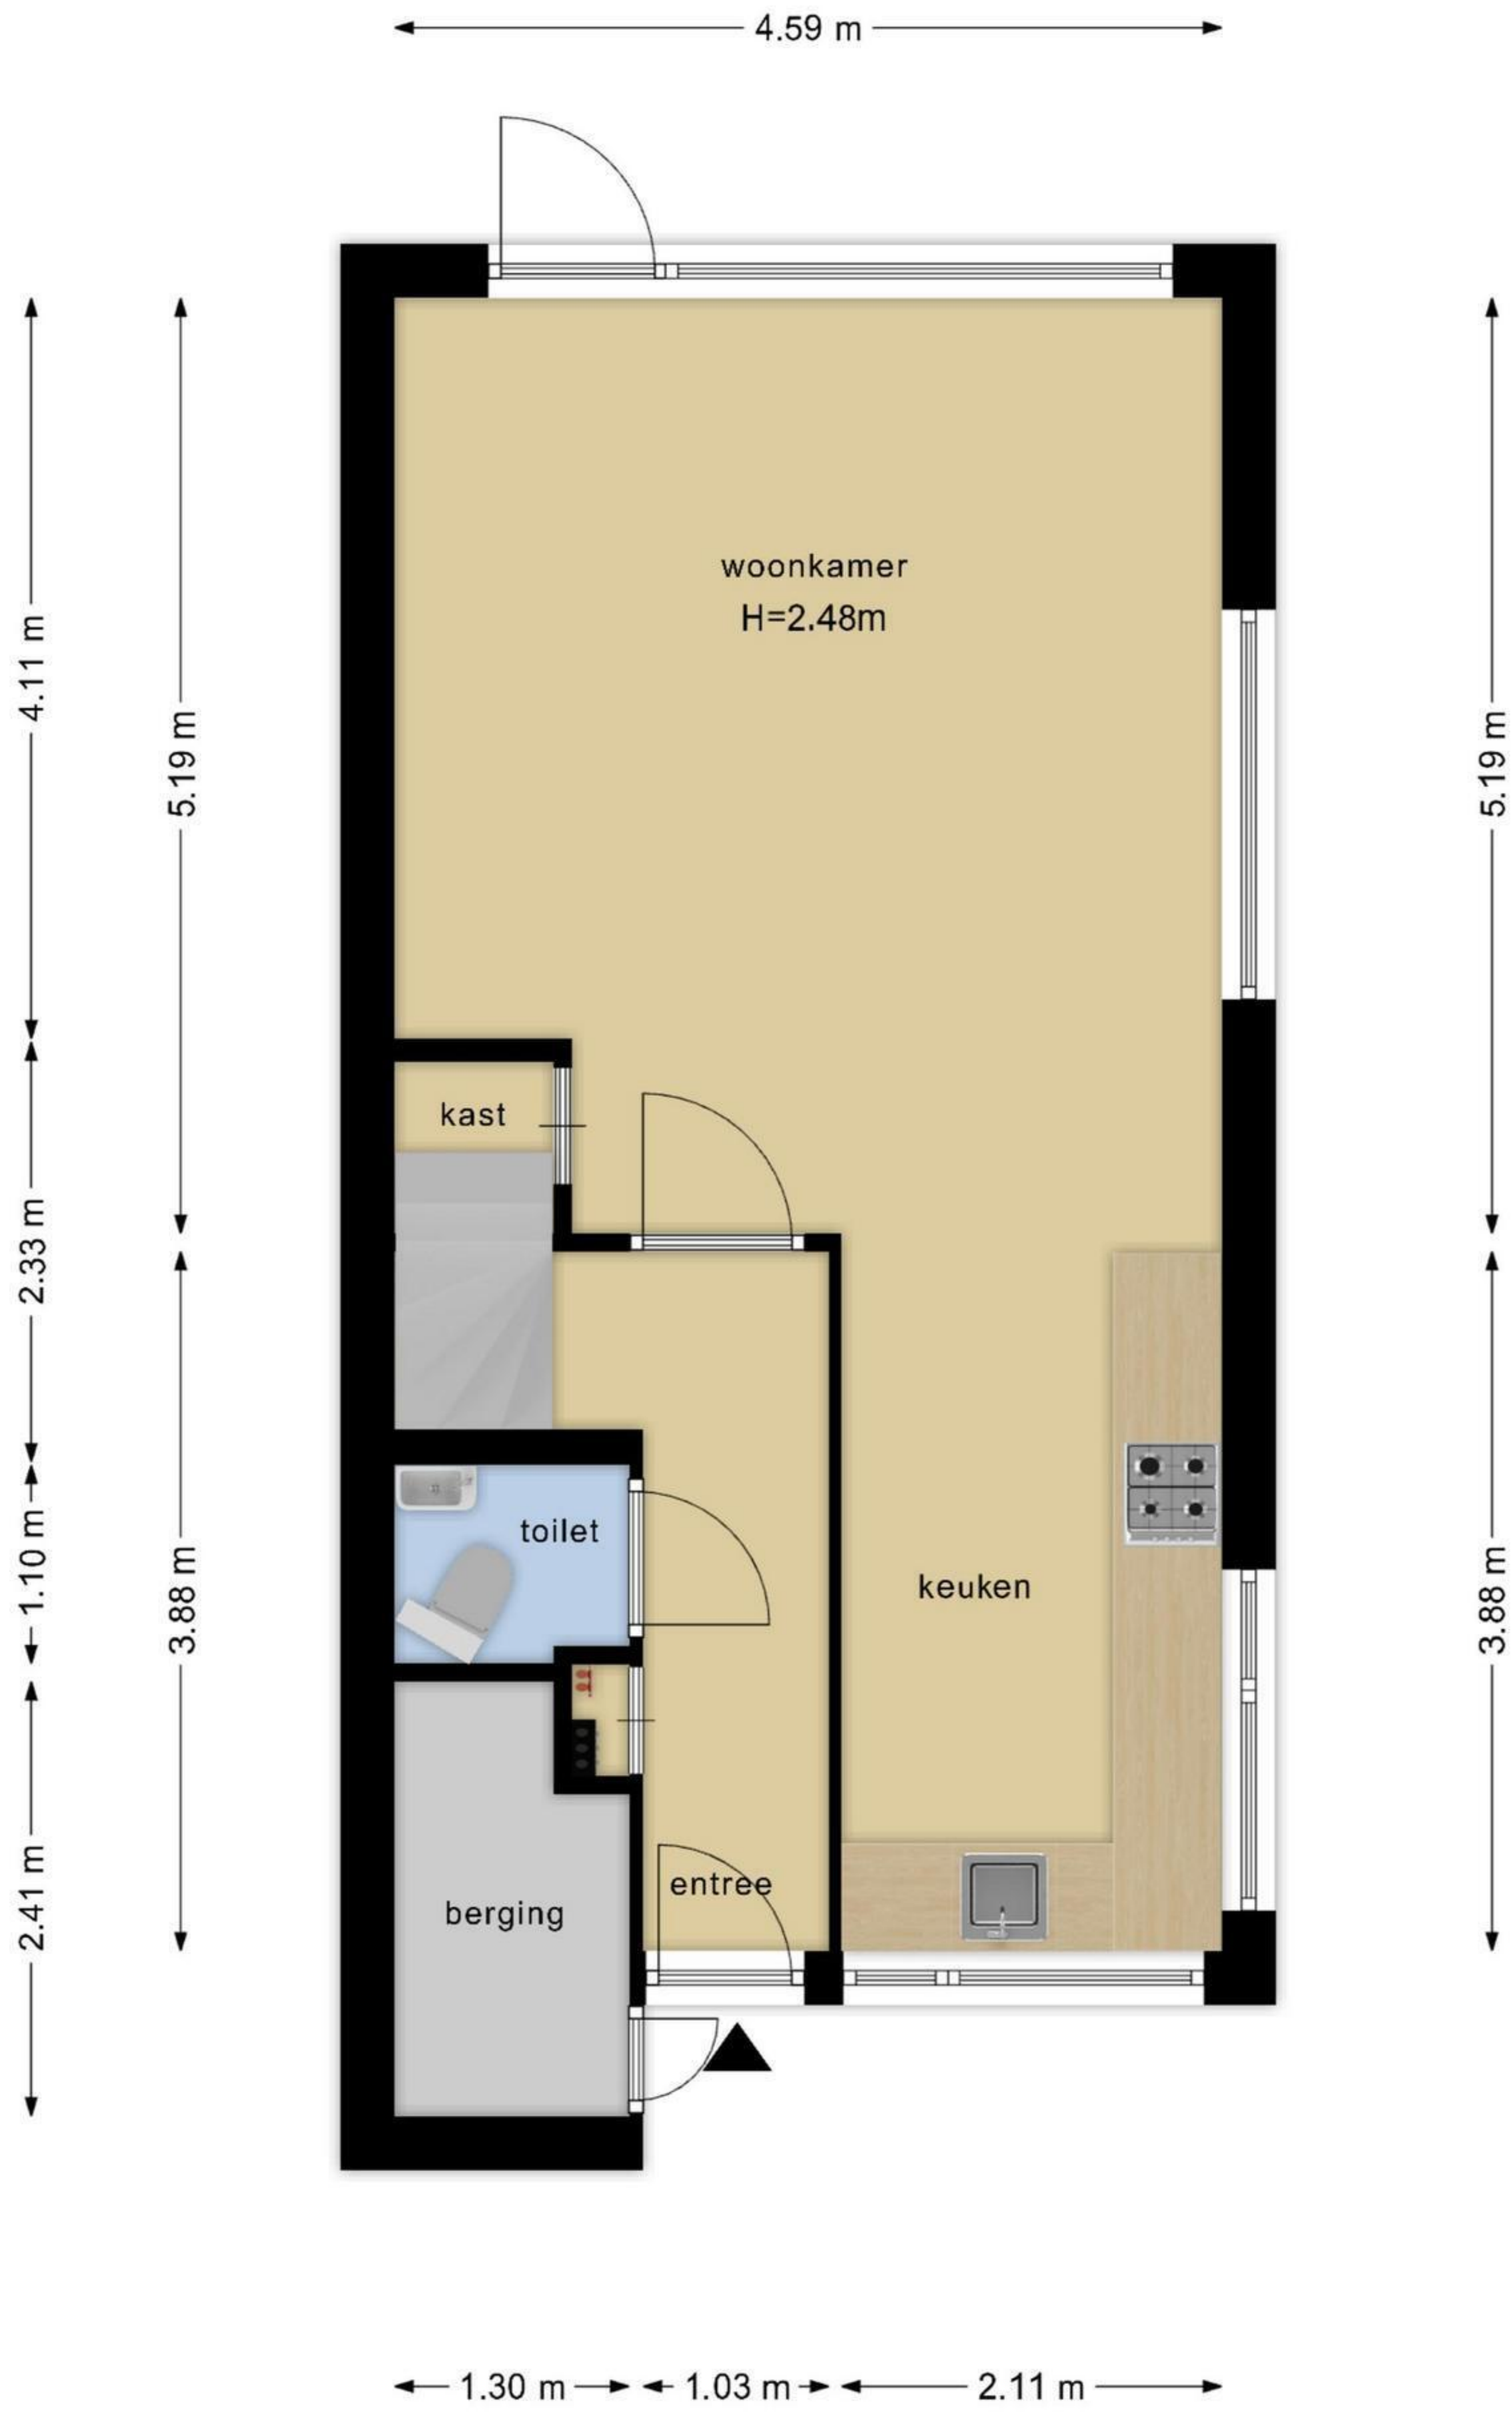 4.59 m
woonkamer
H=2.48m
4.11 m
5.19 m
5.19 m
kast
2.33 m
toilet
1.10 m
3.88 m
keuken
3.88 m
entree
berging
2.41 m
1.30 m
1.03 m
2.11 m